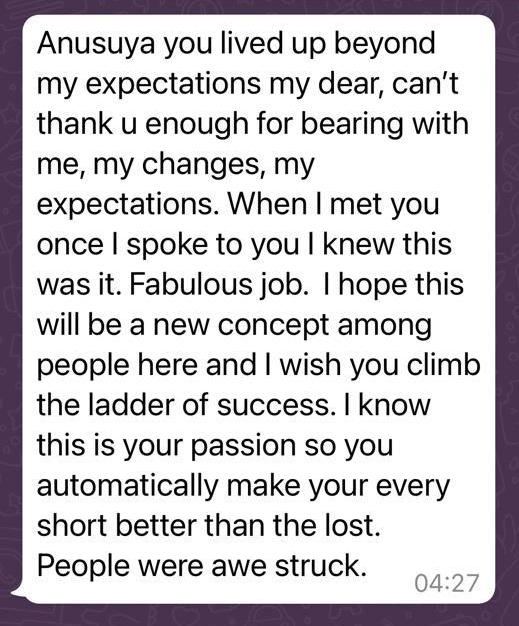 Anusuya you lived up beyond
my expectations my dear, can't
thank u enough for bearing with
me, my changes, my
expectations. When I met you
once I spoke to you I knew this
was it. Fabulous job.  I hope this
will be a new concept among
people here and I wish you climb
the ladder of success. I know
this is your passion so you
automatically make your every
short better than the lost.
People were awe struck.
04:27